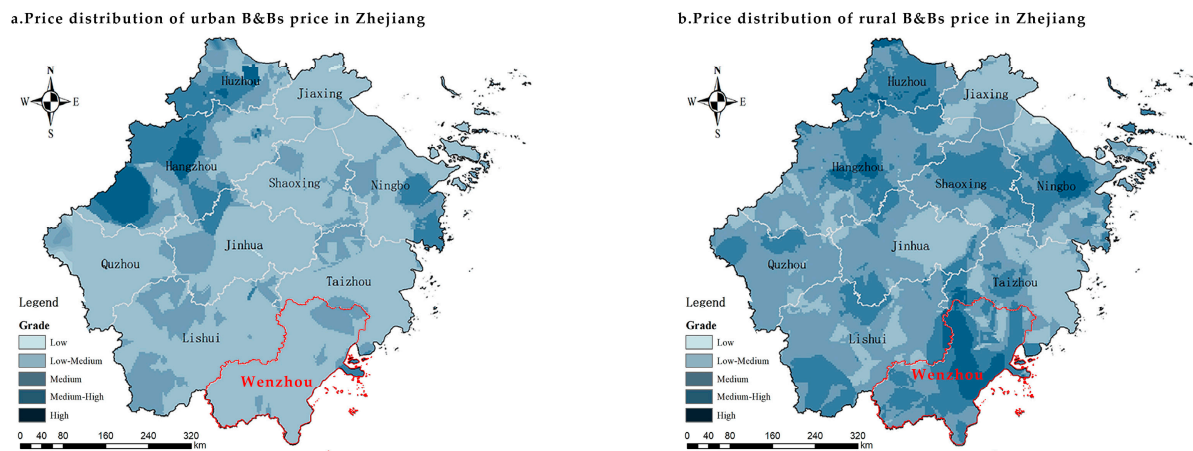 a.Price distribution of urban B&Bs price in Zhejiang
N
W E
S
Huzhou
Jiaxing
Hangzhou
Shaoxing
Ningbo
Jinhua
Quzhou
Taizhou
Lishui
Wenzhou
Legend
Grade
Low
Low-Medium
Medium
Medium-High
High
0 40 80 160 240 320
km
b.Price distribution of rural B&Bs price in Zhejiang
N
W E
S
Huzhou
Jiaxing
Hangzhou
Shaoxing
Ningbo
Jinhua
Quzhou
Taizhou
Lishui
Wenzhou
Legend
Grade
Low
Low-Medium
Medium
Medium-High
High
0 40 80 160 240 320
km